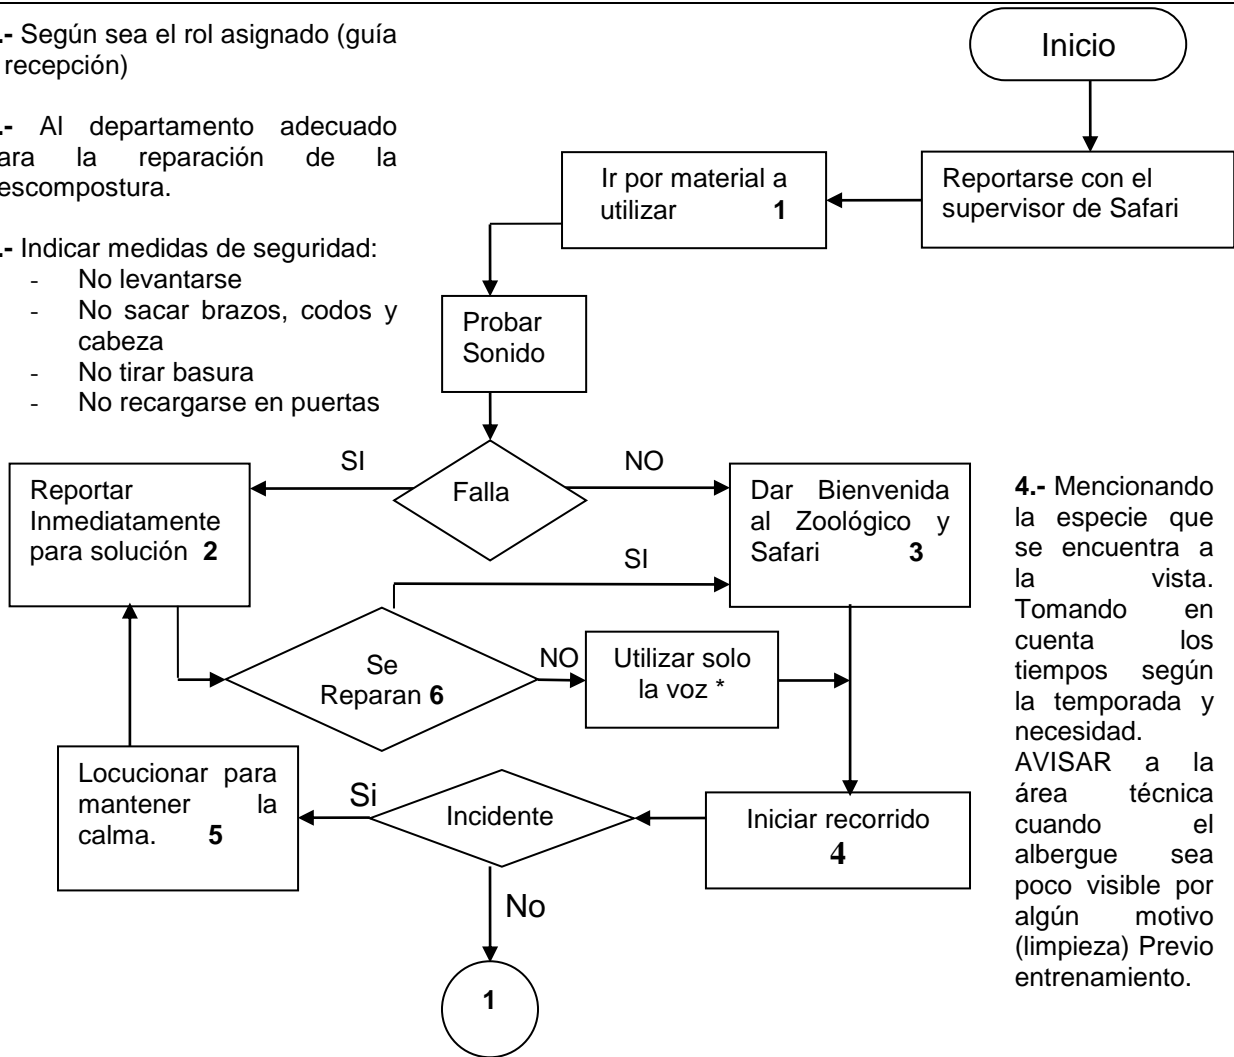 .- Según sea el rol asignado (guía
recepción)
.- Al departamento adecuado
ara la reparación de la
escompostura.
.- Indicar medidas de seguridad:
- No levantarse
- No sacar brazos, codos y
cabeza
- No tirar basura
- No recargarse en puertas
Inicio
Reportarse con el
supervisor de Safari
Ir por material a
utilizar 1
Probar
Sonido
Falla
SI
NO
Reportar
Inmediatamente
para solución 2
Dar Bienvenida
al Zoológico y
Safari 3
SI
Se
Reparan 6
NO
Utilizar solo
la voz *
Locucionar para
mantener la
calma. 5
Si
Incidente
Iniciar recorrido
4
No
1
4.- Mencionando
la especie que
se encuentra a
la vista.
Tomando en
cuenta los
tiempos según
la temporada y
necesidad.
AVISAR a la
área técnica
cuando el
albergue sea
poco visible por
algún motivo
(limpieza) Previo
entrenamiento.